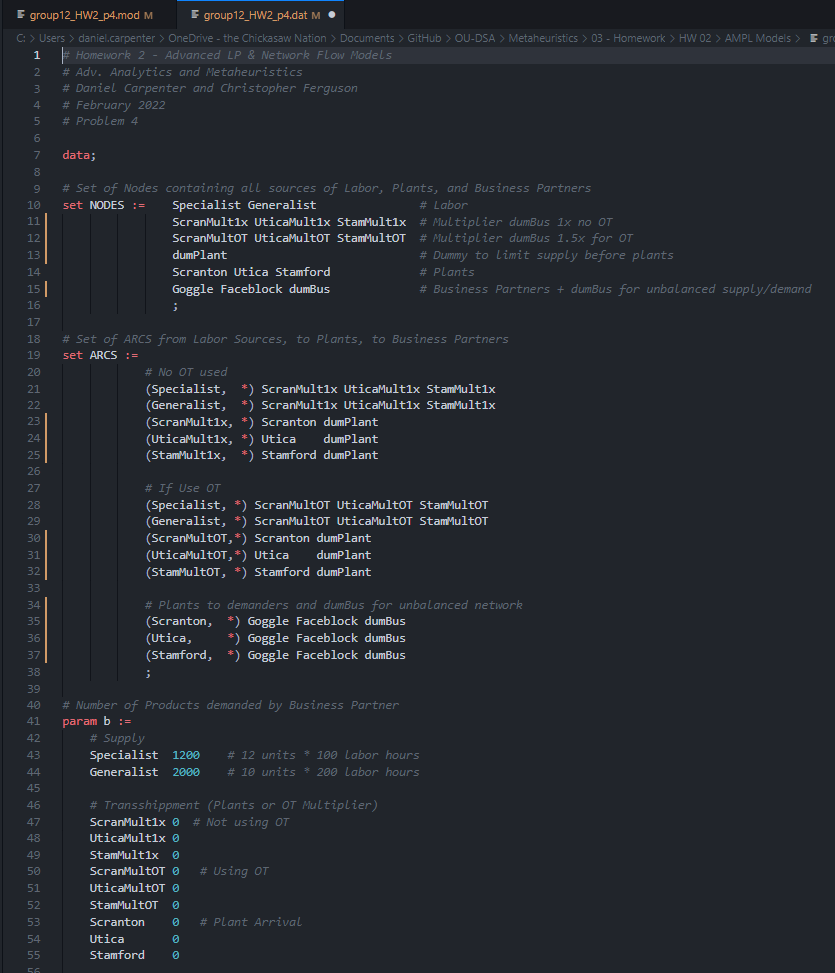 group12_HW2_p4.mod M
group12_HW2_p4.dat M
C: > Users > daniel.carpenter > OneDrive - the Chickasaw Nation > Documents > GitHub > OU-DSA > Metaheuristics > 03 - Homework > HW 02 > AMPL Models > gro
1 # Homework 2 - Advanced LP & Network Flow Models
2 # Adv. Analytics and Metaheuristics
3 # Daniel Carpenter and Christopher Ferguson
4 # February 2022
5 # Problem 4
6
7 data;
8
9 # Set of Nodes containing all sources of Labor, Plants, and Business Partners
10 set NODES := Specialist Generalist # Labor
11 ScranMult1x UticaMult1x StamMult1x # Multiplier dumBus 1x no OT
12 ScranMultOT UticaMultOT StamMultOT # Multiplier dumBus 1.5x for OT
13 dumPlant # Dummy to limit supply before plants
14 Scranton Utica Stamford # Plants
15 Goggle Faceblock dumBus # Business Partners + dumBus for unbalanced supply/demand
16 ;
17
18 # Set of ARCS from Labor Sources, to Plants, to Business Partners
19 set ARCS :=
20 # No OT used
21 (Specialist, *) ScranMult1x UticaMult1x StamMult1x
22 (Generalist, *) ScranMult1x UticaMult1x StamMult1x
23 (ScranMult1x, *) Scranton dumPlant
24 (UticaMult1x, *) Utica dumPlant
25 (StamMult1x, *) Stamford dumPlant
26
27 # If Use OT
28 (Specialist, *) ScranMultOT UticaMultOT StamMultOT
29 (Generalist, *) ScranMultOT UticaMultOT StamMultOT
30 (ScranMultOT,*) Scranton dumPlant
31 (UticaMultOT,*) Utica dumPlant
32 (StamMultOT, *) Stamford dumPlant
33
34 # Plants to demanders and dumBus for unbalanced network
35 (Scranton, *) Goggle Faceblock dumBus
36 (Utica, *) Goggle Faceblock dumBus
37 (Stamford, *) Goggle Faceblock dumBus
38 ;
39
40 # Number of Products demanded by Business Partner
41 param b :=
42 # Supply
43 Specialist 1200 # 12 units * 100 labor hours
44 Generalist 2000 # 10 units * 200 labor hours
45
46 # Transshippment (Plants or OT Multiplier)
47 ScranMult1x 0 # Not using OT
48 UticaMult1x 0
49 StamMult1x 0
50 ScranMultOT 0 # Using OT
51 UticaMultOT 0
52 StamMultOT 0
53 Scranton 0 # Plant Arrival
54 Utica 0
55 Stamford 0
56